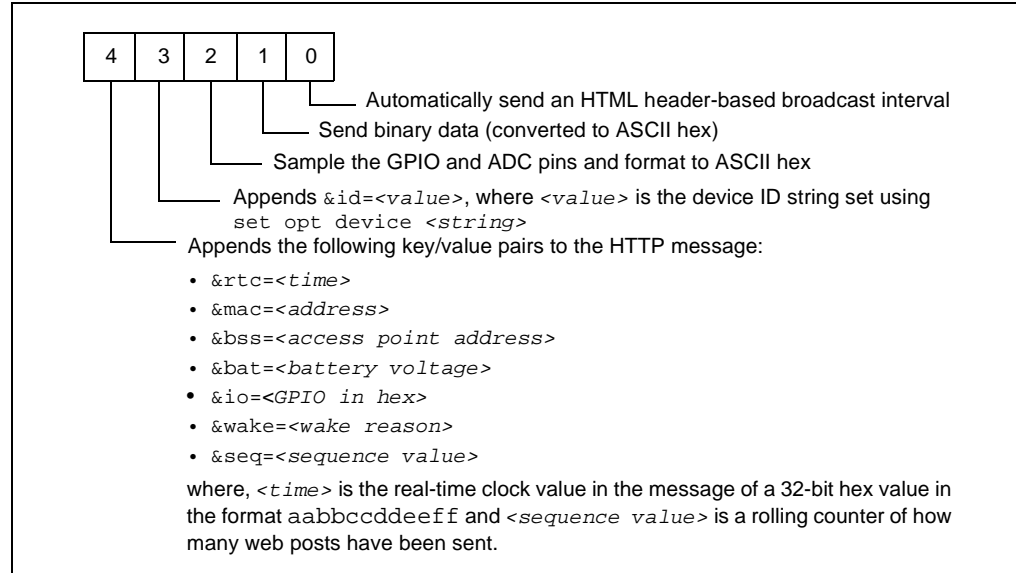 4 3 2 1 0
Automatically send an HTML header-based broadcast interval
Send binary data (converted to ASCII hex)
Sample the GPIO and ADC pins and format to ASCII hex
Appends &id=<value>, where <value> is the device ID string set using
set opt device <string>
Appends the following key/value pairs to the HTTP message:
• &rtc=<time>
• &mac=<address>
• &bss=<access point address>
• &bat=<battery voltage>
• &io=<GPIO in hex>
• &wake=<wake reason>
• &seq=<sequence value>
where, <time> is the real-time clock value in the message of a 32-bit hex value in
the format aabbccddeeff and <sequence value> is a rolling counter of how
many web posts have been sent.